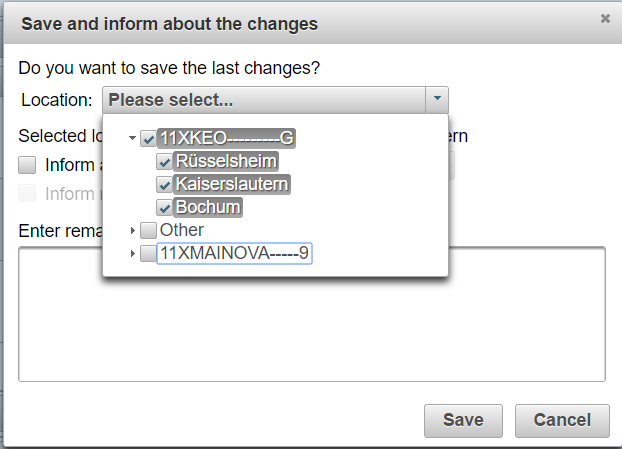 Save and inform about the changes
Do you want to save the last changes?
Location: Please select...
Selected lo
11XKEO---------G
Rüsselsheim
Inform a
Kaiserslautern
Inform
Bochum
Enter rema
Other
11XMAINOVA-----9
Save Cancel